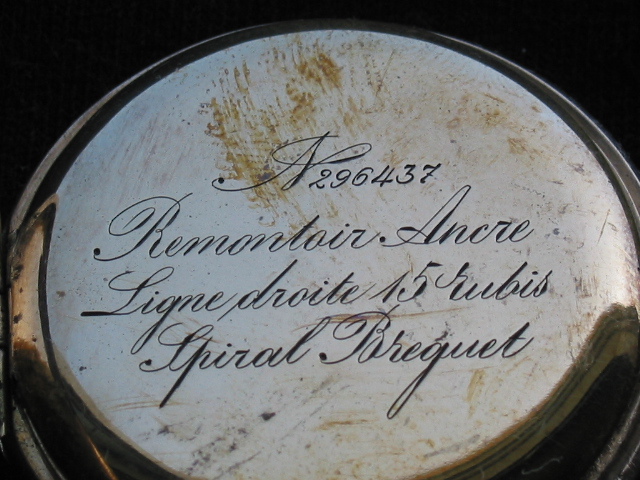 N 296437
Remontoir Ancre
Ligne droite 15 rubis
Spiral Breguet